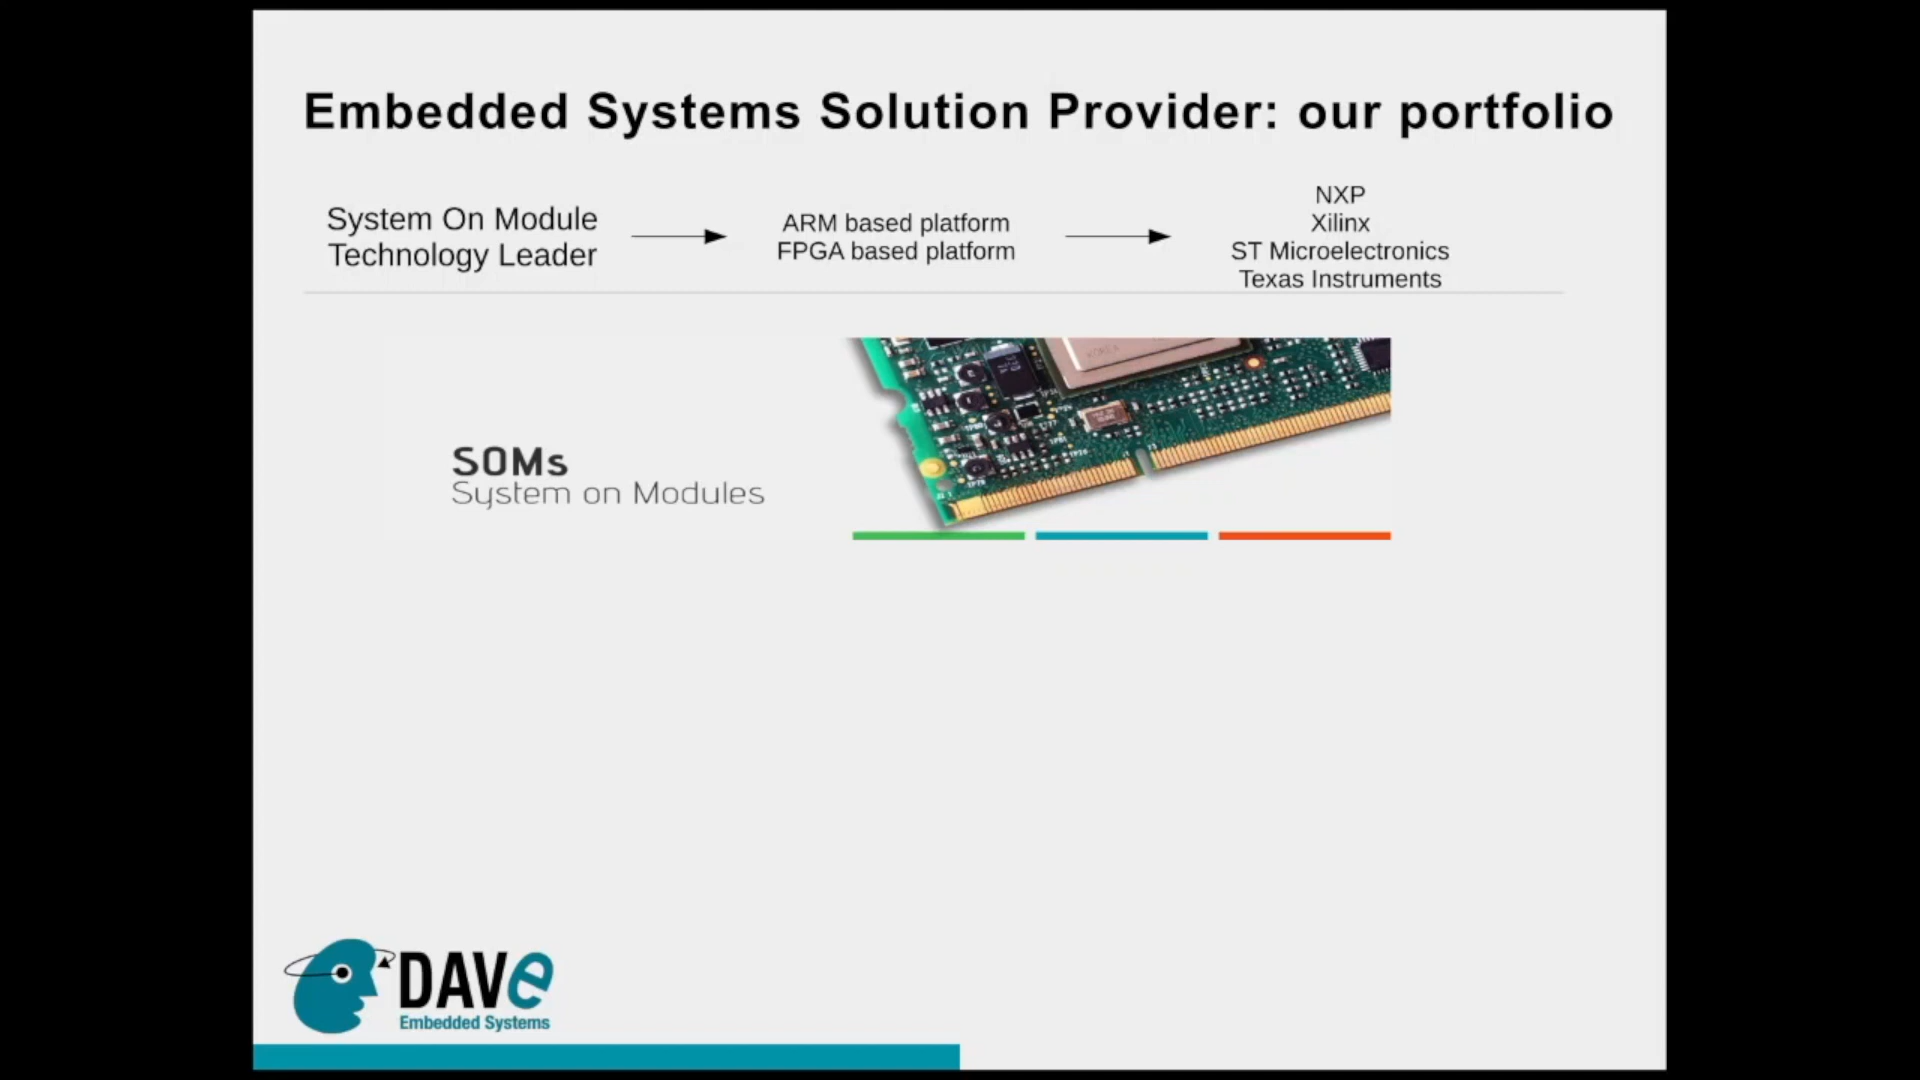 Embedded Systems Solution Provider: our portfolio
System On Module
Technology Leader
ARM based platform
FPGA based platform
NXP
Xilinx
ST Microelectronics
Texas Instruments
SOMs
System on Modules
DAVe
Embedded Systems